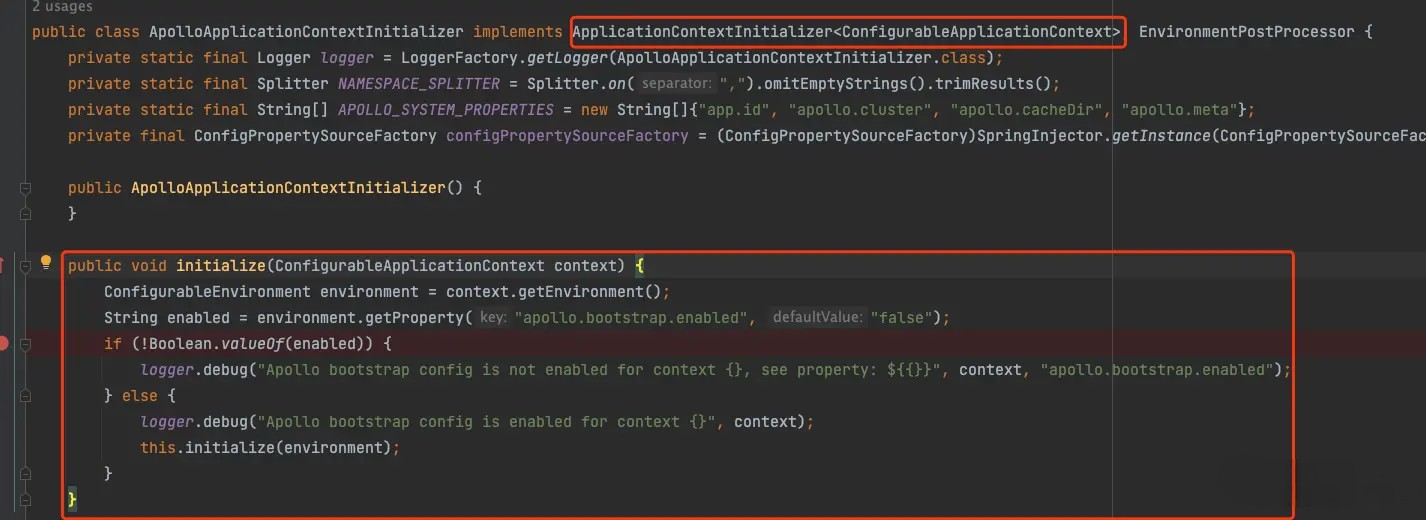 2 usages
public class ApolloApplicationContextInitializer implements ApplicationContextInitializer<ConfigurableApplicationContext> EnvironmentPostProcessor {
private static final Logger logger = LoggerFactory.getLogger(ApolloApplicationContextInitializer.class);
private static final Splitter NAMESPACE_SPLITTER = Splitter.on( separator: ",").omitEmptyStrings().trimResults();
private static final String[] APOLLO_SYSTEM_PROPERTIES = new String[]{"app.id", "apollo.cluster", "apollo.cacheDir", "apollo.meta"};
private final ConfigPropertySourceFactory configPropertySourceFactory = (ConfigPropertySourceFactory)SpringInjector.getInstance(ConfigPropertySourceFac
public ApolloApplicationContextInitializer() {
}
public void initialize(ConfigurableApplicationContext context) {
ConfigurableEnvironment environment = context.getEnvironment();
String enabled = environment.getProperty( key: "apollo.bootstrap.enabled", defaultValue: "false");
if (!Boolean.valueOf(enabled)) {
logger.debug("Apollo bootstrap config is not enabled for context {}, see property: ${{}}", context, "apollo.bootstrap.enabled");
} else {
logger.debug("Apollo bootstrap config is enabled for context {}", context);
this.initialize(environment);
}
}